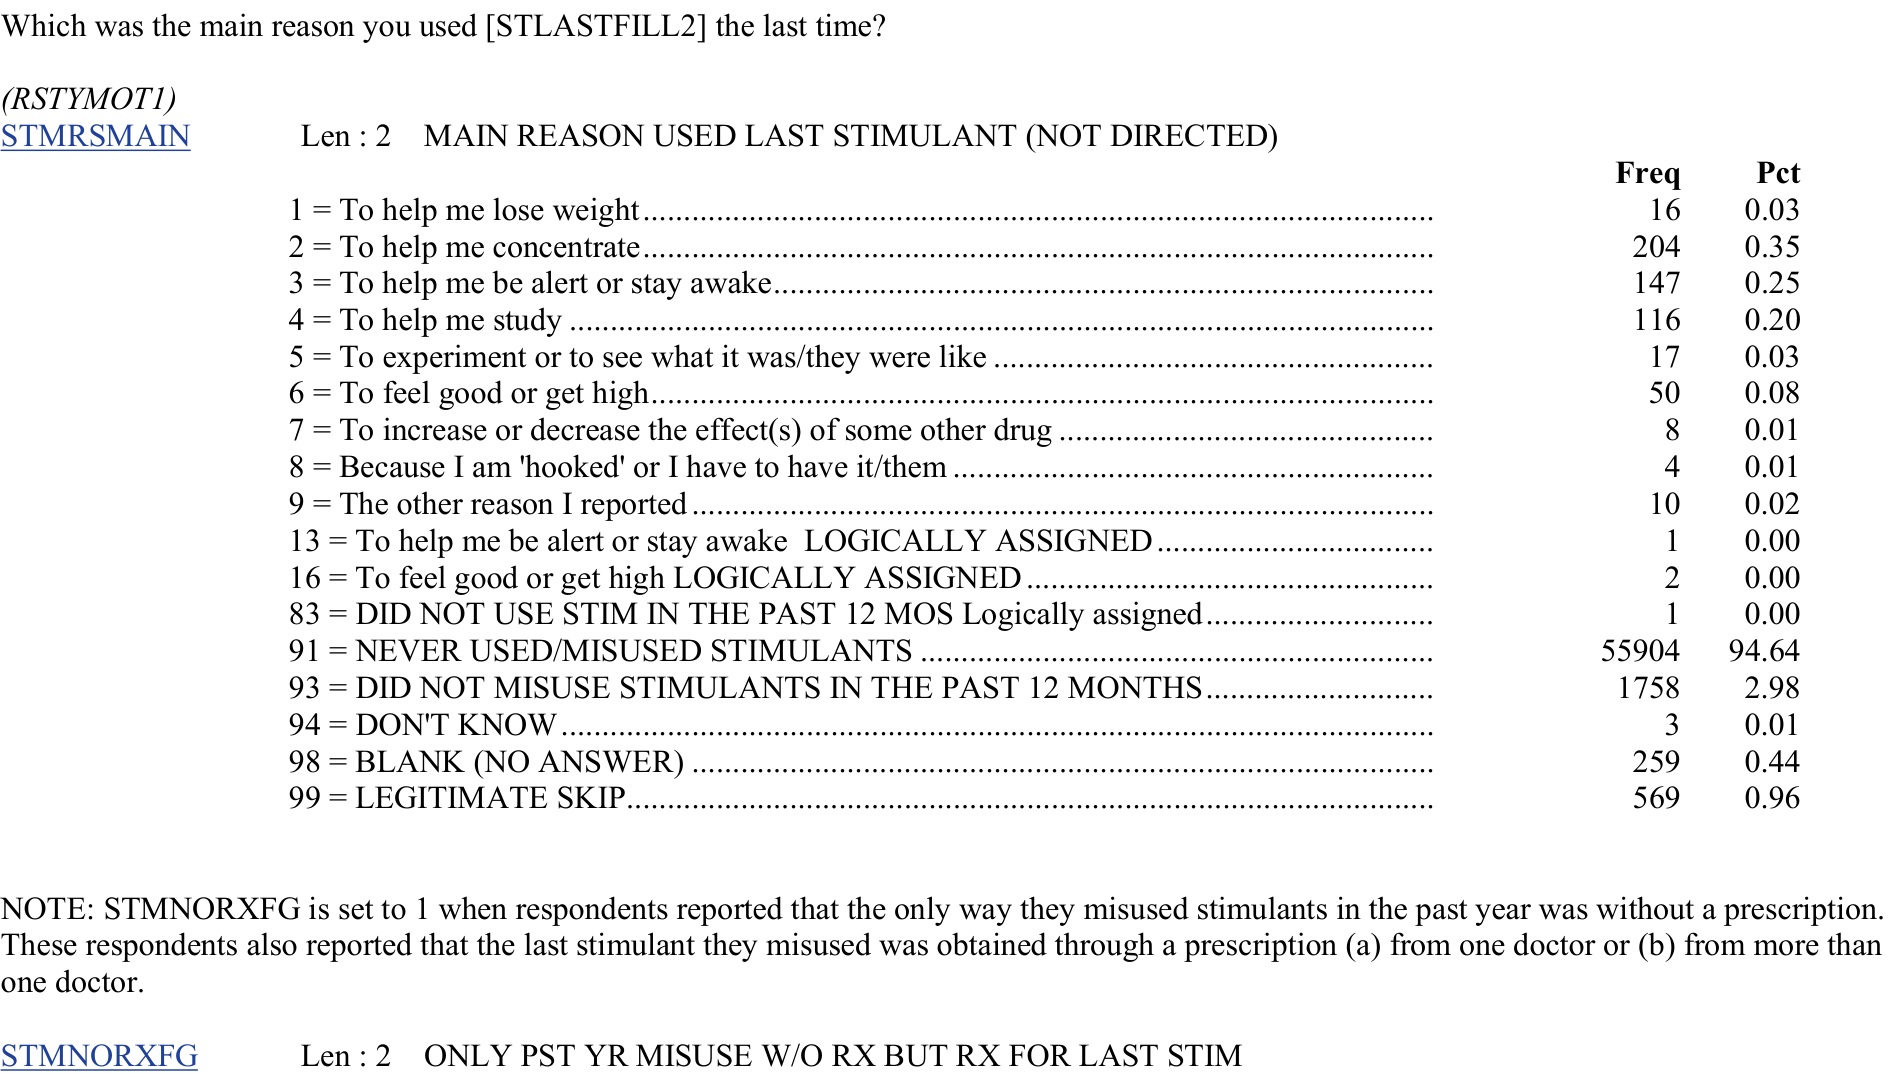 Which was the main reason you used [STLASTFILL2] the last time?
(RSTYMOT1)
STMRSMAIN Len : 2 MAIN REASON USED LAST STIMULANT (NOT DIRECTED)
Freq Pct
1 = To help me lose weight................................................................................................ 16 0.03
2 = To help me concentrate................................................................................................ 204 0.35
3 = To help me be alert or stay awake................................................................................ 147 0.25
4 = To help me study ......................................................................................................... 116 0.20
5 = To experiment or to see what it was/they were like ..................................................... 17 0.03
6 = To feel good or get high............................................................................................... 50 0.08
7 = To increase or decrease the effect(s) of some other drug .............................................. 8 0.01
8 = Because I am 'hooked' or I have to have it/them .......................................................... 4 0.01
9 = The other reason I reported .......................................................................................... 10 0.02
13 = To help me be alert or stay awake  LOGICALLY ASSIGNED.................................. 1 0.00
16 = To feel good or get high LOGICALLY ASSIGNED ................................................. 2 0.00
83 = DID NOT USE STIM IN THE PAST 12 MOS Logically assigned............................ 1 0.00
91 = NEVER USED/MISUSED STIMULANTS ............................................................... 55904 94.64
93 = DID NOT MISUSE STIMULANTS IN THE PAST 12 MONTHS............................ 1758 2.98
94 = DON'T KNOW .......................................................................................................... 3 0.01
98 = BLANK (NO ANSWER) .......................................................................................... 259 0.44
99 = LEGITIMATE SKIP.................................................................................................. 569 0.96
NOTE: STMNORXFG is set to 1 when respondents reported that the only way they misused stimulants in the past year was without a prescription.
These respondents also reported that the last stimulant they misused was obtained through a prescription (a) from one doctor or (b) from more than
one doctor.
STMNORXFG Len : 2 ONLY PST YR MISUSE W/O RX BUT RX FOR LAST STIM